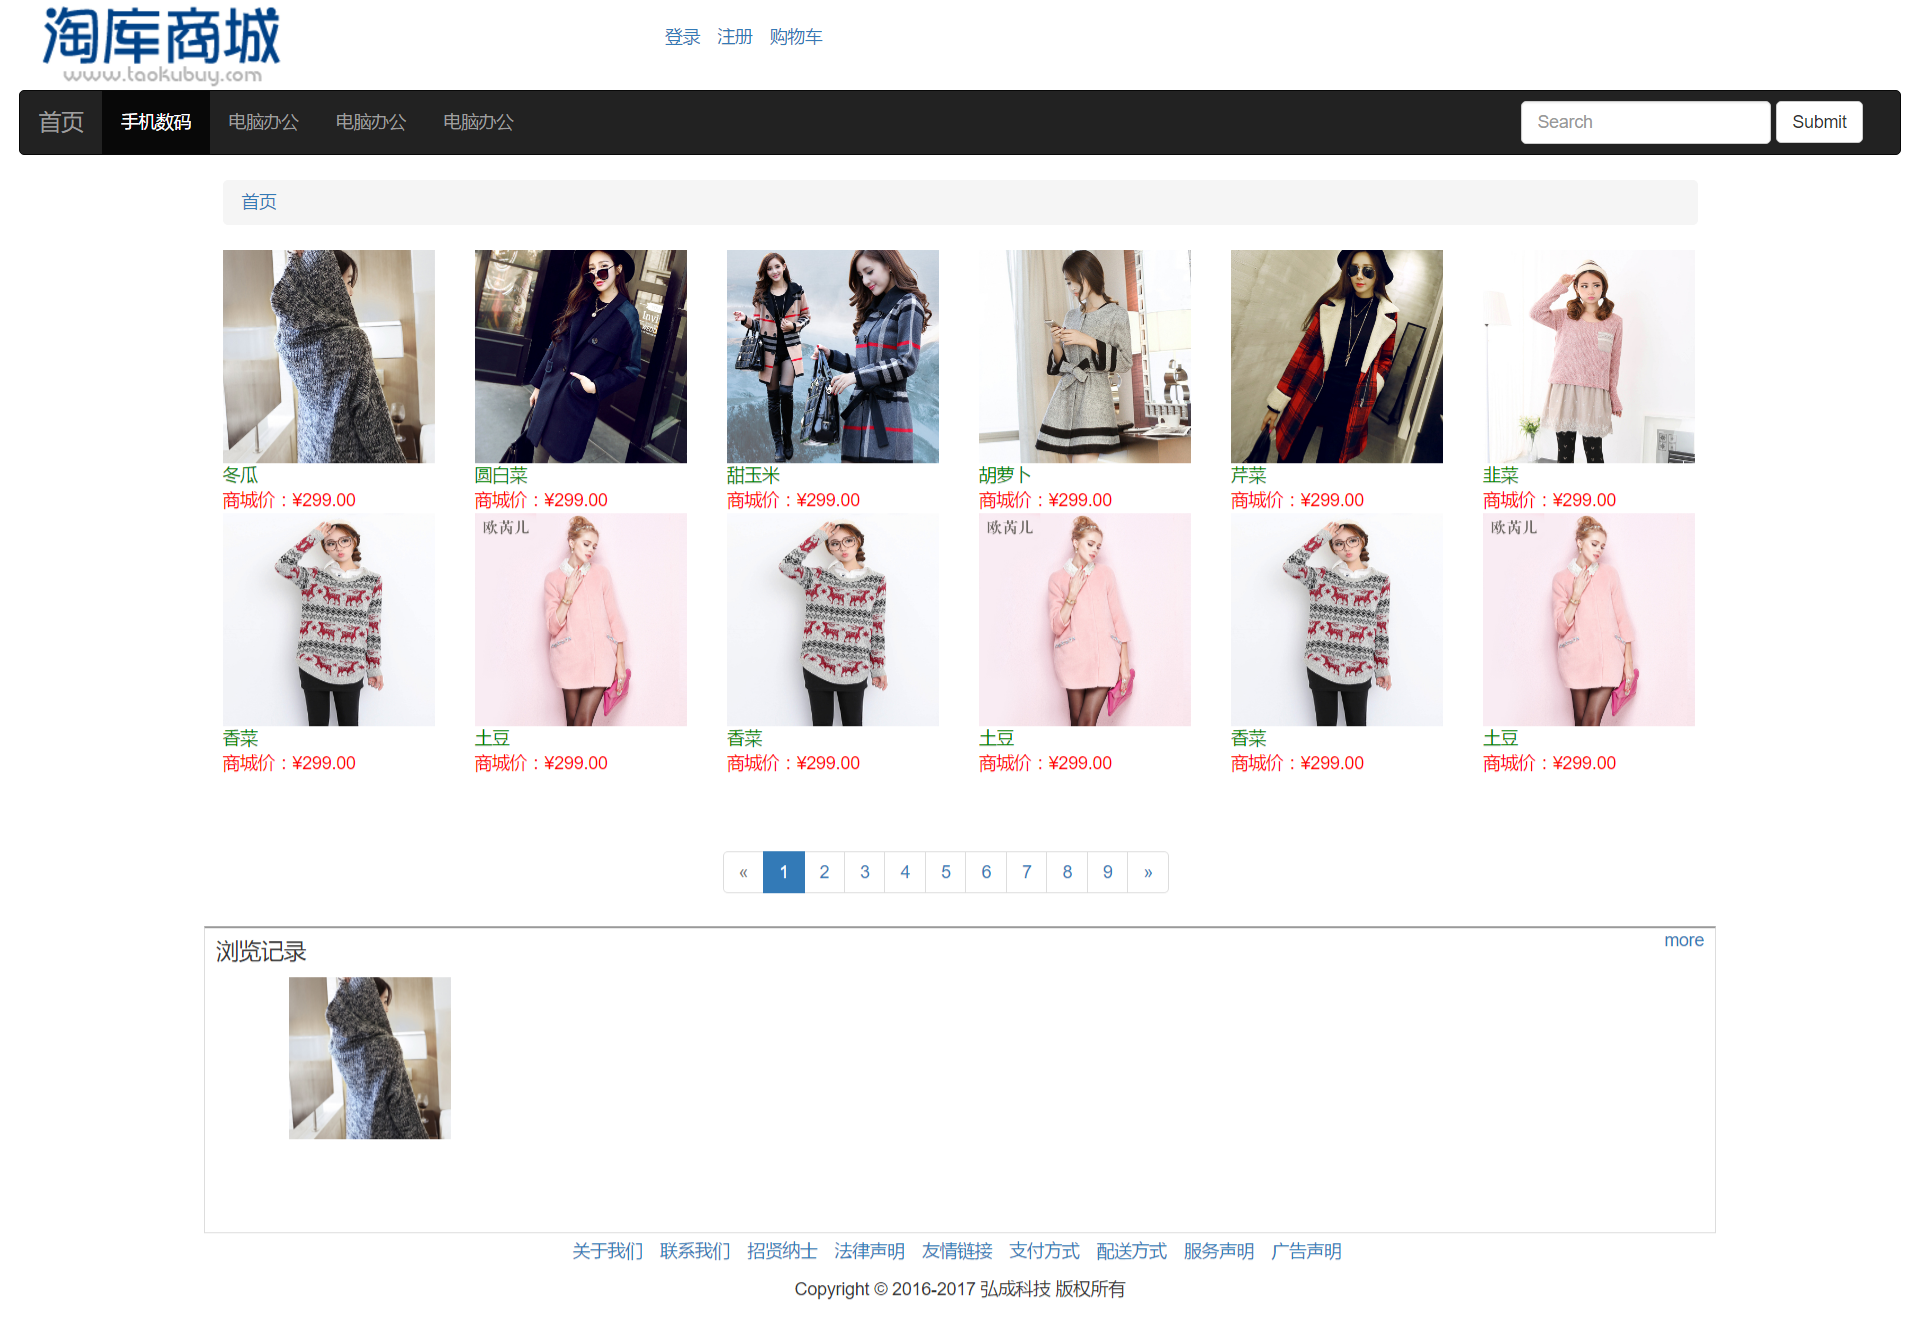 淘库商城
www.taokubuy.com
登录 注册 购物车
首页 手机数码 电脑办公 电脑办公 电脑办公 Search Submit
首页
冬瓜 圆白菜 甜玉米 胡萝卜 芹菜 韭菜
商城价：¥299.00 商城价：¥299.00 商城价：¥299.00 商城价：¥299.00 商城价：¥299.00 商城价：¥299.00
欧芮儿 欧芮儿 欧芮儿
香菜 土豆 香菜 土豆 香菜 土豆
商城价：¥299.00 商城价：¥299.00 商城价：¥299.00 商城价：¥299.00 商城价：¥299.00 商城价：¥299.00
« 1 2 3 4 5 6 7 8 9 »
浏览记录 more
关于我们 联系我们 招贤纳士 法律声明 友情链接 支付方式 配送方式 服务声明 广告声明
Copyright © 2016-2017 弘成科技 版权所有